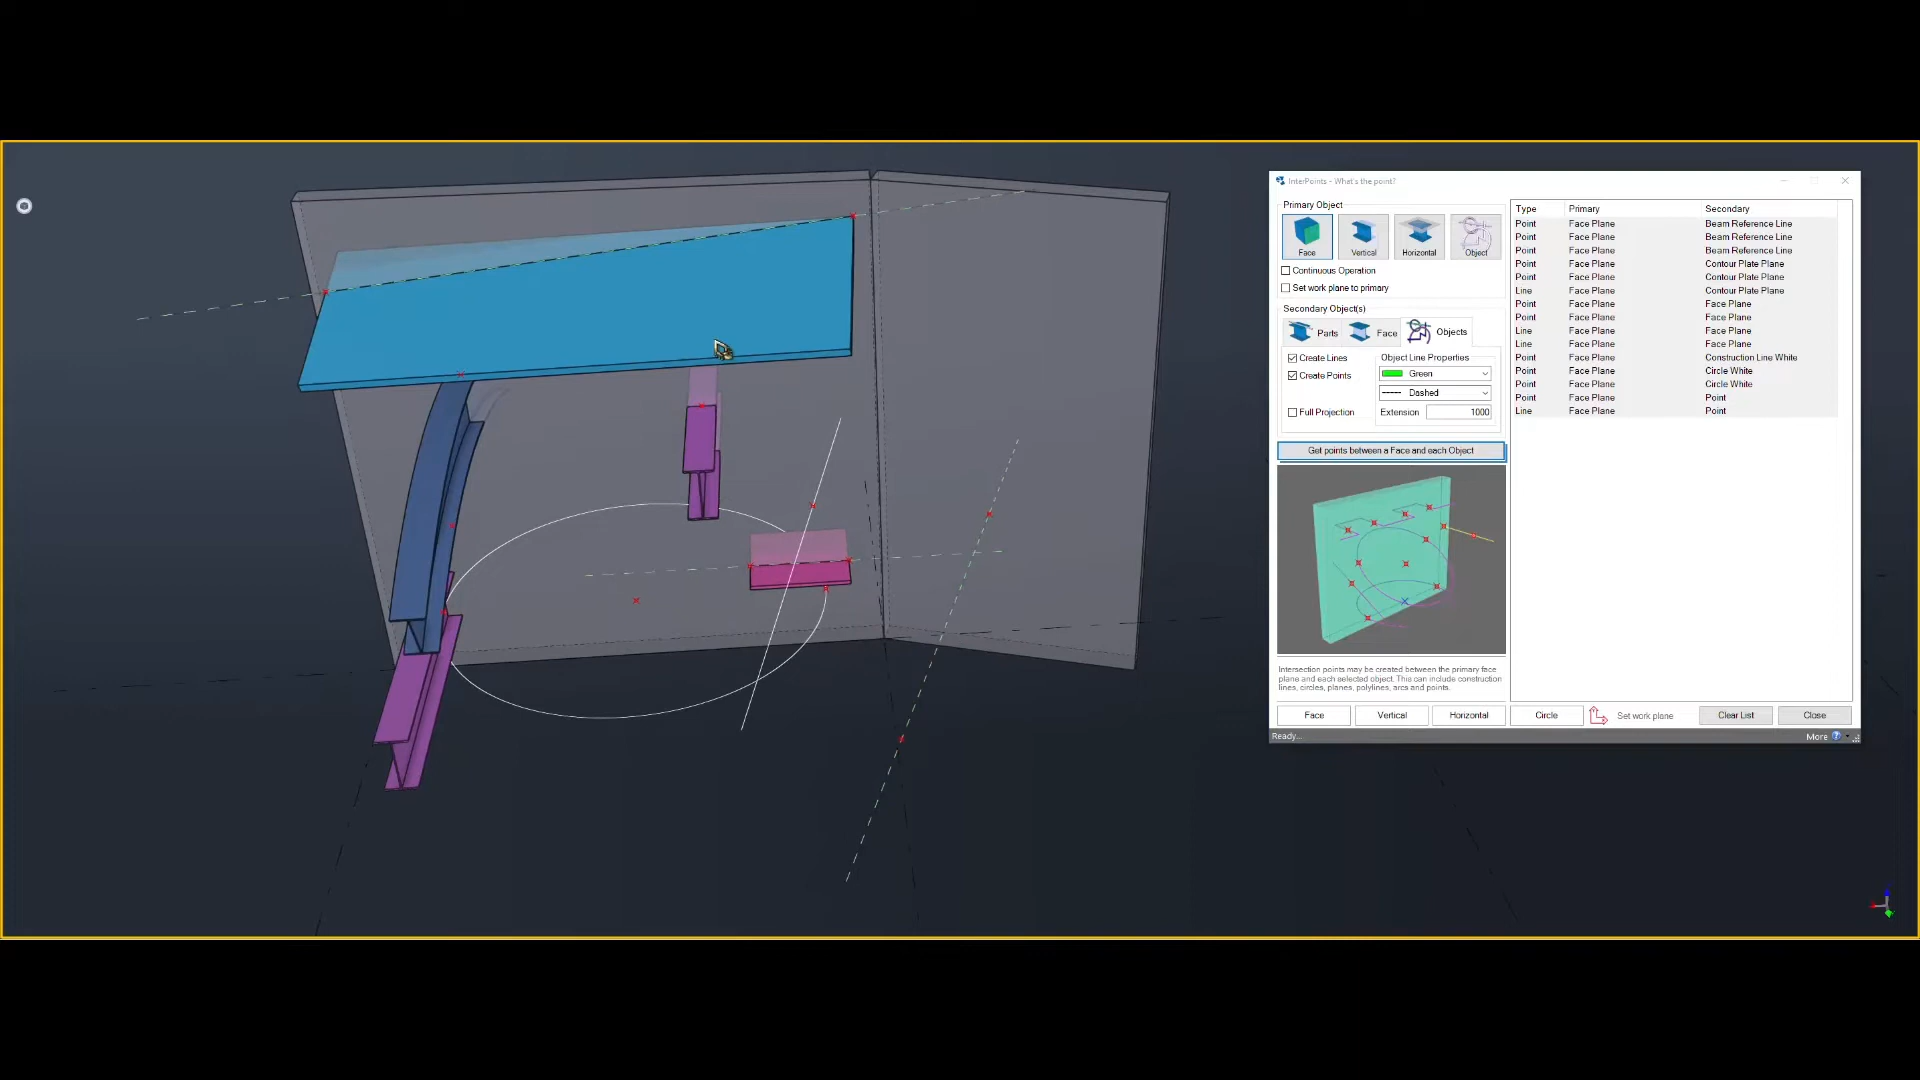 InterPoints - What's the point?
Primary Object
Face
Vertical
Horizontal
Object
Continuous Operation
Set work plane to primary
Secondary Object(s)
Parts
Face
Objects
Create Lines
Create Points
Full Projection
Object Line Properties
Green
Dashed
Extension 1000
Get points between a Face and each Object
Intersection points may be created between the primary face
plane and each selected object. This can include construction
lines, circles, planes, polylines, arcs and points.
Type Primary Secondary
Point Face Plane Beam Reference Line
Point Face Plane Beam Reference Line
Point Face Plane Beam Reference Line
Point Face Plane Contour Plate Plane
Point Face Plane Contour Plate Plane
Line Face Plane Contour Plate Plane
Point Face Plane Face Plane
Point Face Plane Face Plane
Line Face Plane Face Plane
Line Face Plane Face Plane
Point Face Plane Construction Line White
Point Face Plane Circle White
Point Face Plane Circle White
Point Face Plane Point
Line Face Plane Point
Face Vertical Horizontal Circle Set work plane Clear List Close
Ready... More